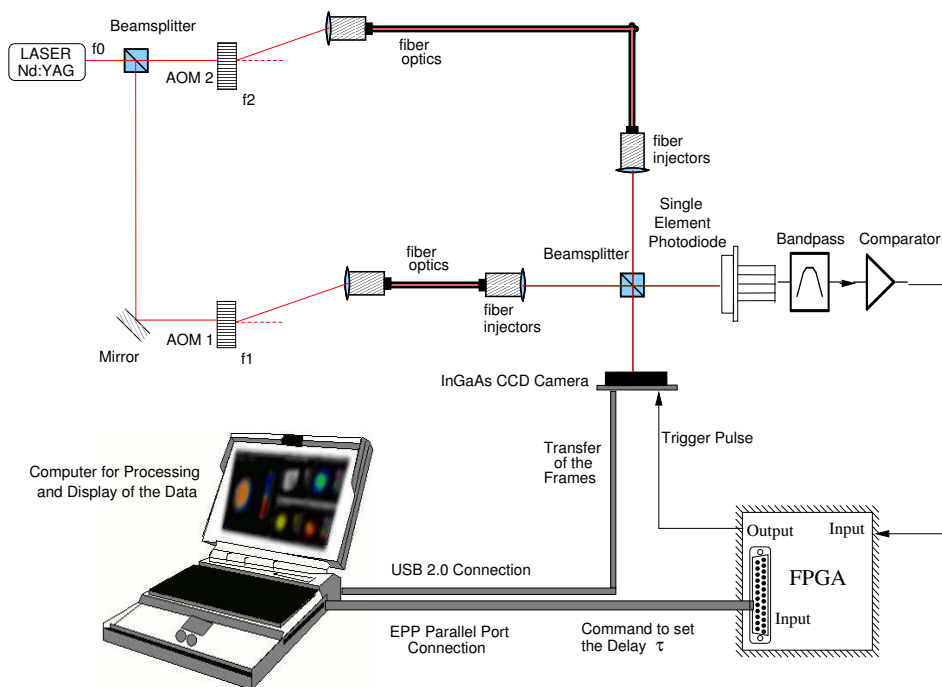 Beamsplitter
LASER
Nd:YAG
f0
AOM 2
f2
fiber
optics
fiber
injectors
Single
Element
Photodiode
Bandpass
Comparator
Beamsplitter
fiber
optics
fiber
injectors
Mirror
AOM 1
f1
InGaAs CCD Camera
Trigger Pulse
Transfer
of the
Frames
Computer for Processing
and Display of the Data
Output
Input
FPGA
Input
USB 2.0 Connection
EPP Parallel Port
Connection
Command to set
the Delay τ